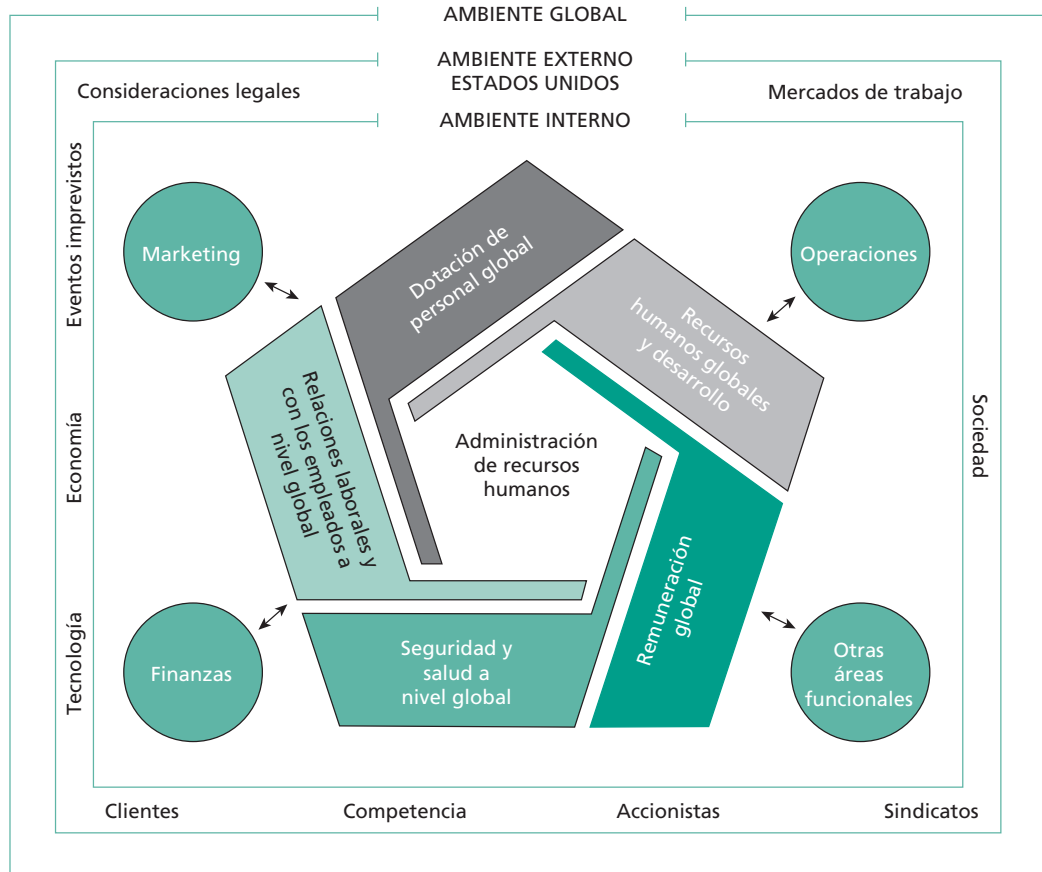 AMBIENTE GLOBAL
AMBIENTE EXTERNO
ESTADOS UNIDOS
Consideraciones legales
Mercados de trabajo
AMBIENTE INTERNO
Eventos imprevistos
Economía
Tecnología
Marketing
Dotación de
personal global
Operaciones
Recursos
humanos globales
y desarrollo
Relaciones laborales y
con los empleados a
nivel global
Administración
de recursos
humanos
Sociedad
Remuneración
global
Finanzas
Seguridad y
salud a
nivel global
Otras
áreas
funcionales
Clientes
Competencia
Accionistas
Sindicatos